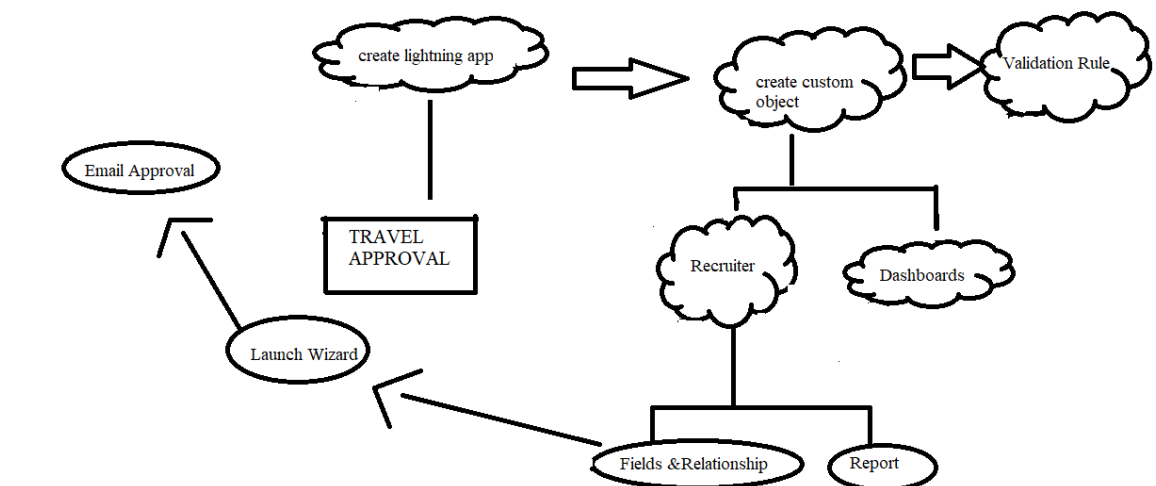 create lightning app
create custom
object
Validation Rule
Email Approval
TRAVEL
APPROVAL
Recruiter
Dashboards
Launch Wizard
Fields &Relationship
Report